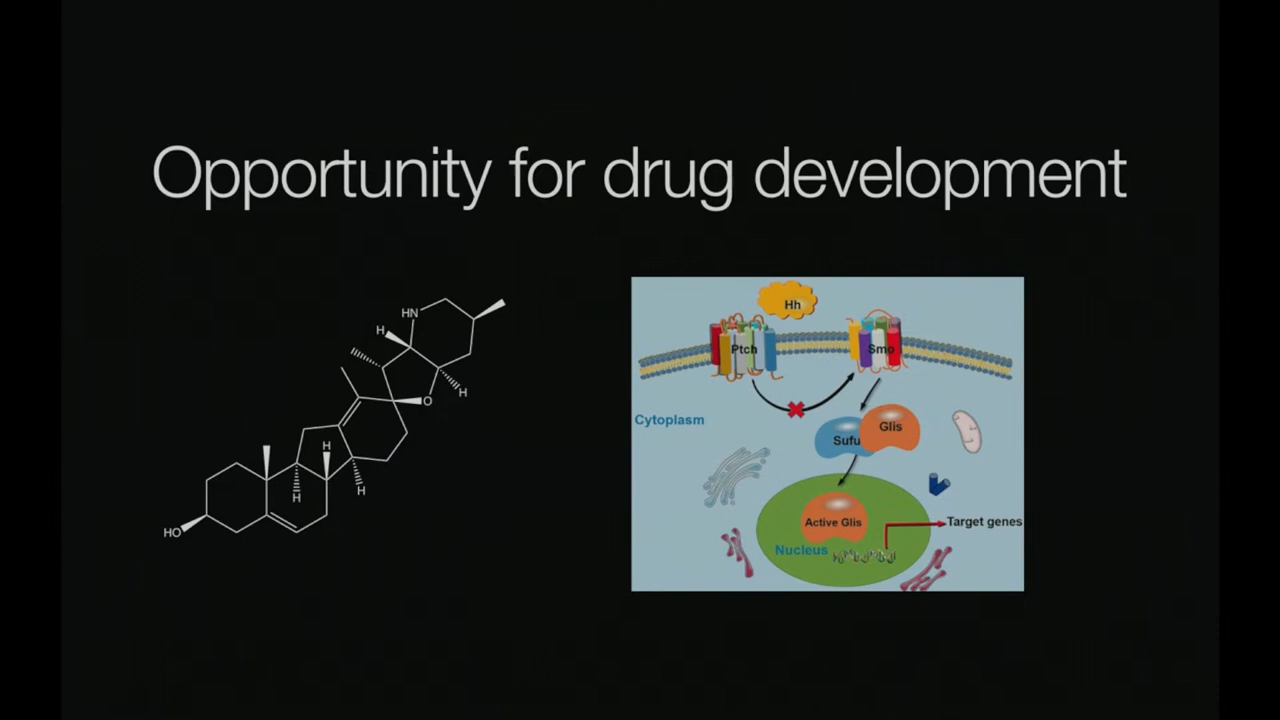 Opportunity for drug development
HN
H
H
O
H
H
H
HO
Hh
Ptch
Smo
Cytoplasm
Glis
Sufu
Active Glis
Target genes
Nucleus